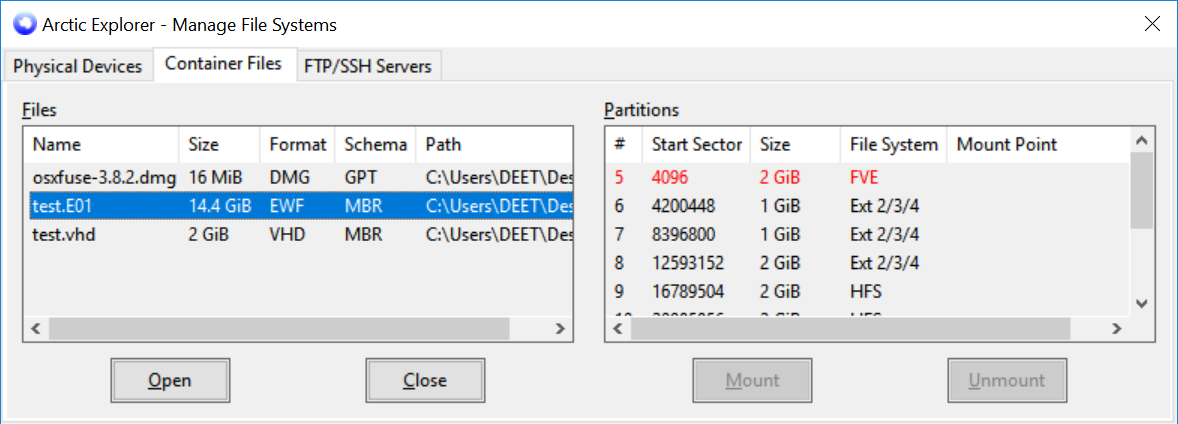 Arctic Explorer - Manage File Systems
Physical Devices Container Files FTP/SSH Servers
Files
Name Size Format Schema Path
osxfuse-3.8.2.dmg 16 MiB DMG GPT C:\Users\DEET\Des
test.E01 14.4 GiB EWF MBR C:\Users\DEET\Des
test.vhd 2 GiB VHD MBR C:\Users\DEET\Des
Open Close
Partitions
# Start Sector Size File System Mount Point
5 4096 2 GiB FVE
6 4200448 1 GiB Ext 2/3/4
7 8396800 1 GiB Ext 2/3/4
8 12593152 2 GiB Ext 2/3/4
9 16789504 2 GiB HFS
Mount Unmount